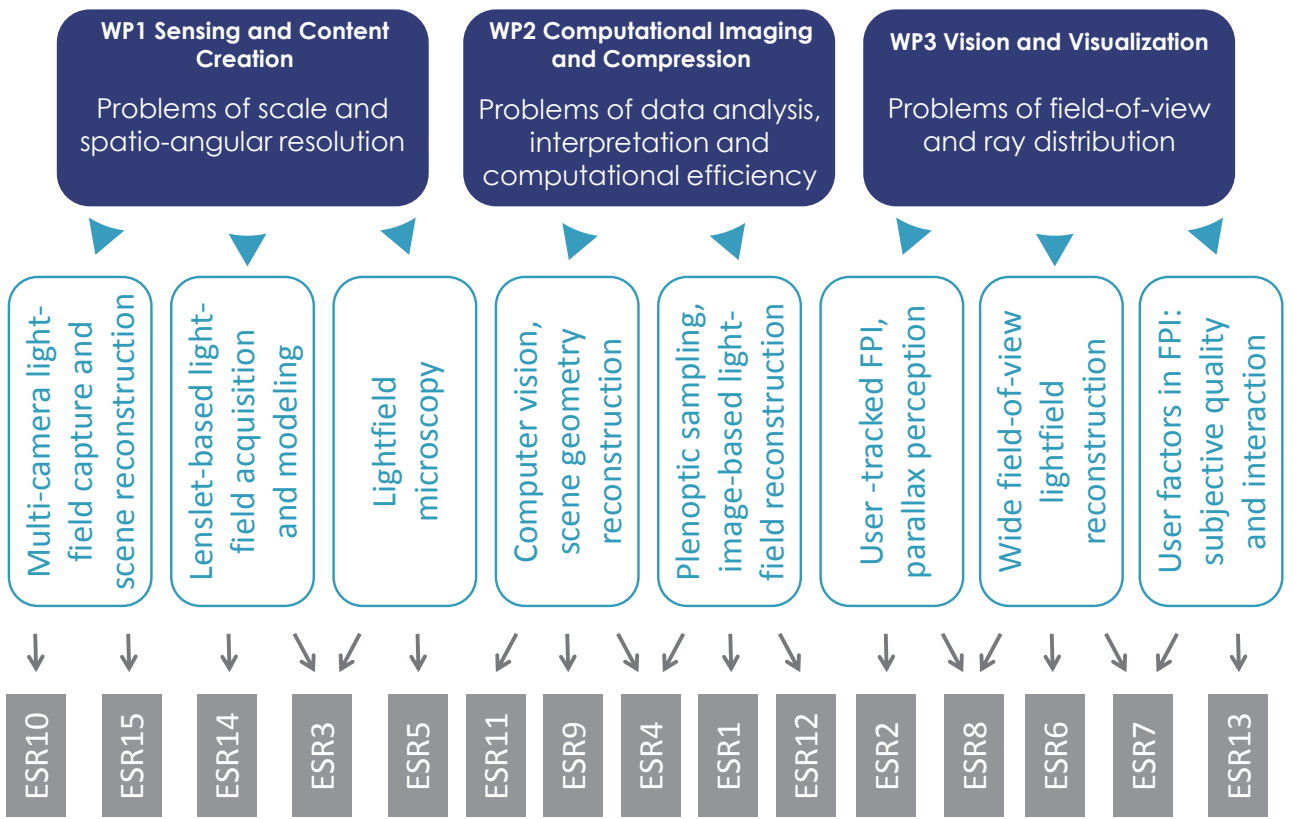 WP1 Sensing and Content
Creation
Problems of scale and
spatio-angular resolution
WP2 Computational Imaging
and Compression
Problems of data analysis,
interpretation and
computational efficiency
WP3 Vision and Visualization
Problems of field-of-view
and ray distribution
Multi-camera light-
field capture and
scene reconstruction
Lenslet-based light-
field acquisition
and modeling
Lightfield
microscopy
Computer vision,
scene geometry
reconstruction
Plenoptic sampling,
image-based light-
field reconstruction
User -tracked FPI,
parallax perception
Wide field-of-view
lightfield
reconstruction
User factors in FPI:
subjective quality
and interaction
ESR10
ESR15
ESR14
ESR3
ESR5
ESR11
ESR9
ESR4
ESR1
ESR12
ESR2
ESR8
ESR6
ESR7
ESR13